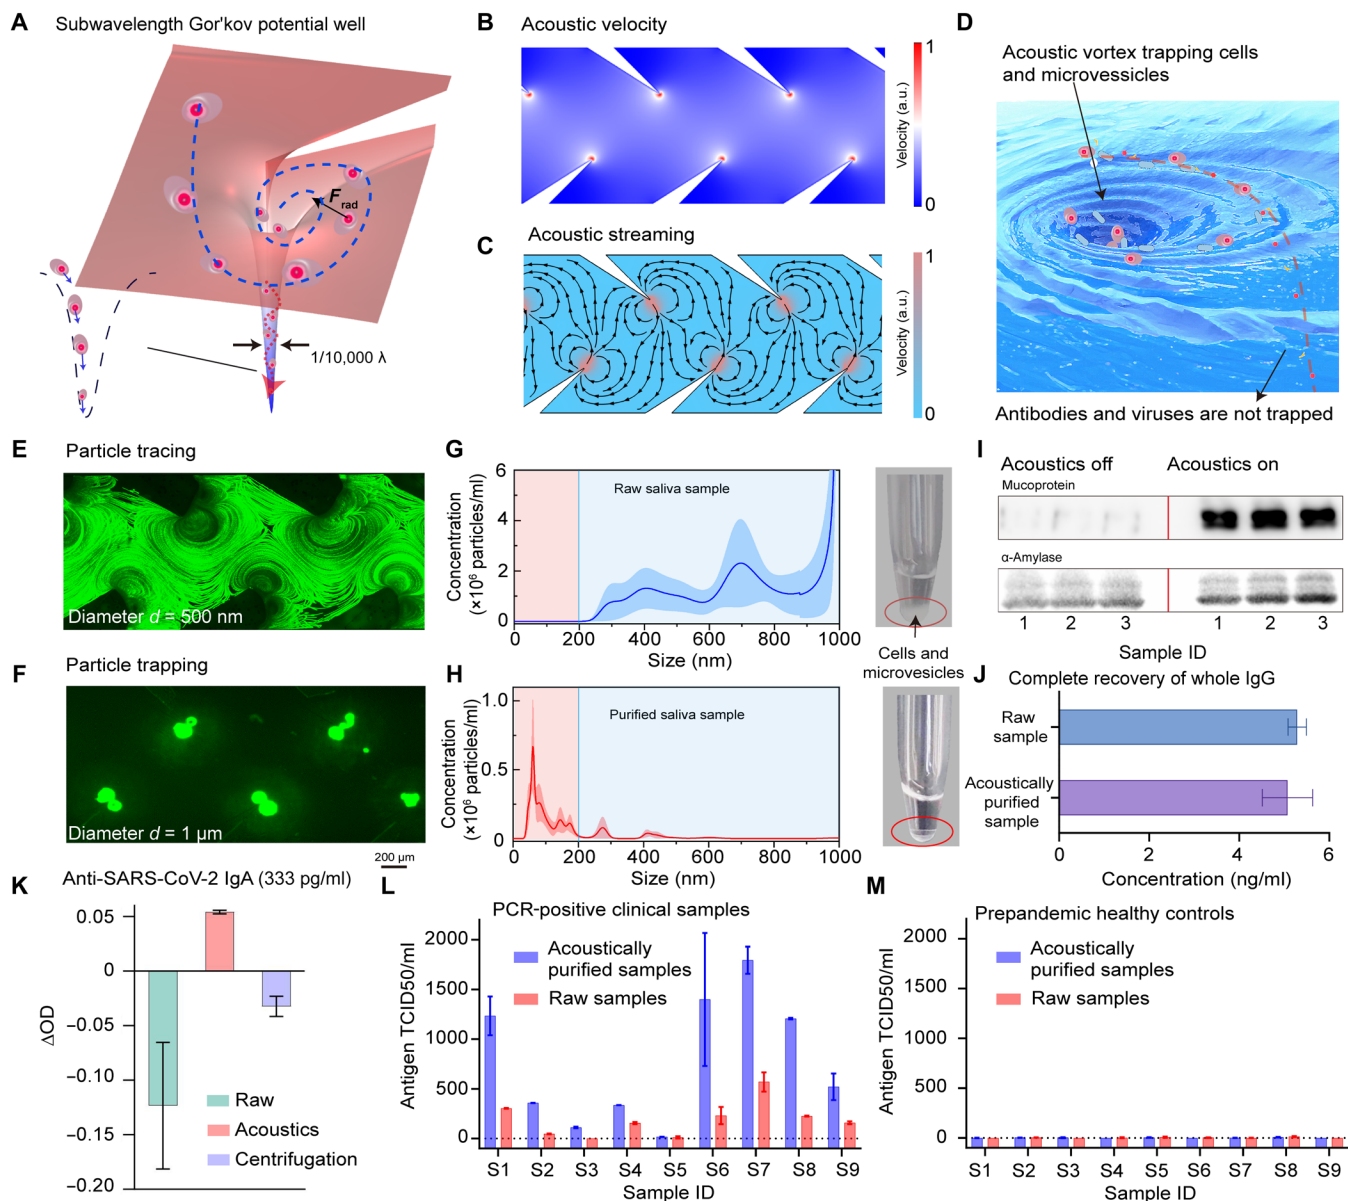 A
Subwavelength Gor'kov potential well
F rad
1/10,000 λ
B
Acoustic velocity
1
Velocity (a.u.)
0
C
Acoustic streaming
1
Velocity (a.u.)
0
D
Acoustic vortex trapping cells
and microvessicles
Antibodies and viruses are not trapped
E
Particle tracing
Diameter d = 500 nm
F
Particle trapping
Diameter d = 1 µm
200 µm
G
Raw saliva sample
Concentration
(×10⁶ particles/ml)
6
4
2
0
0 200 400 600 800 1000
Size (nm)
Cells and
microvesicles
H
Purified saliva sample
Concentration
(×10⁶ particles/ml)
1.0
0.5
0
0 200 400 600 800 1000
Size (nm)
I
Acoustics off Acoustics on
Mucoprotein
α-Amylase
1 2 3 1 2 3
Sample ID
J
Complete recovery of whole IgG
Raw
sample
Acoustically
purified
sample
0 2 4 6
Concentration (ng/ml)
K
Anti-SARS-CoV-2 IgA (333 pg/ml)
ΔOD
0.05
0
−0.05
−0.10
−0.15
−0.20
Raw
Acoustics
Centrifugation
L
PCR-positive clinical samples
Acoustically
purified samples
Raw samples
Antigen TCID50/ml
2000
1500
1000
500
0
S1 S2 S3 S4 S5 S6 S7 S8 S9
Sample ID
M
Prepandemic healthy controls
Acoustically
purified samples
Raw samples
Antigen TCID50/ml
2000
1500
1000
500
0
S1 S2 S3 S4 S5 S6 S7 S8 S9
Sample ID